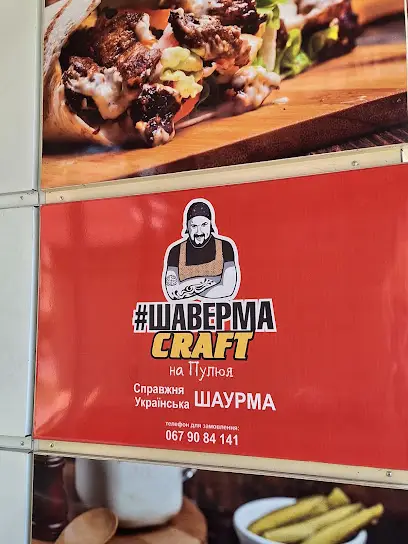 #ШАВЕРМА
CRAFT
на Пулюя
Справжня
Українська ШАУРМА
телефон для замовлення:
067 90 84 141